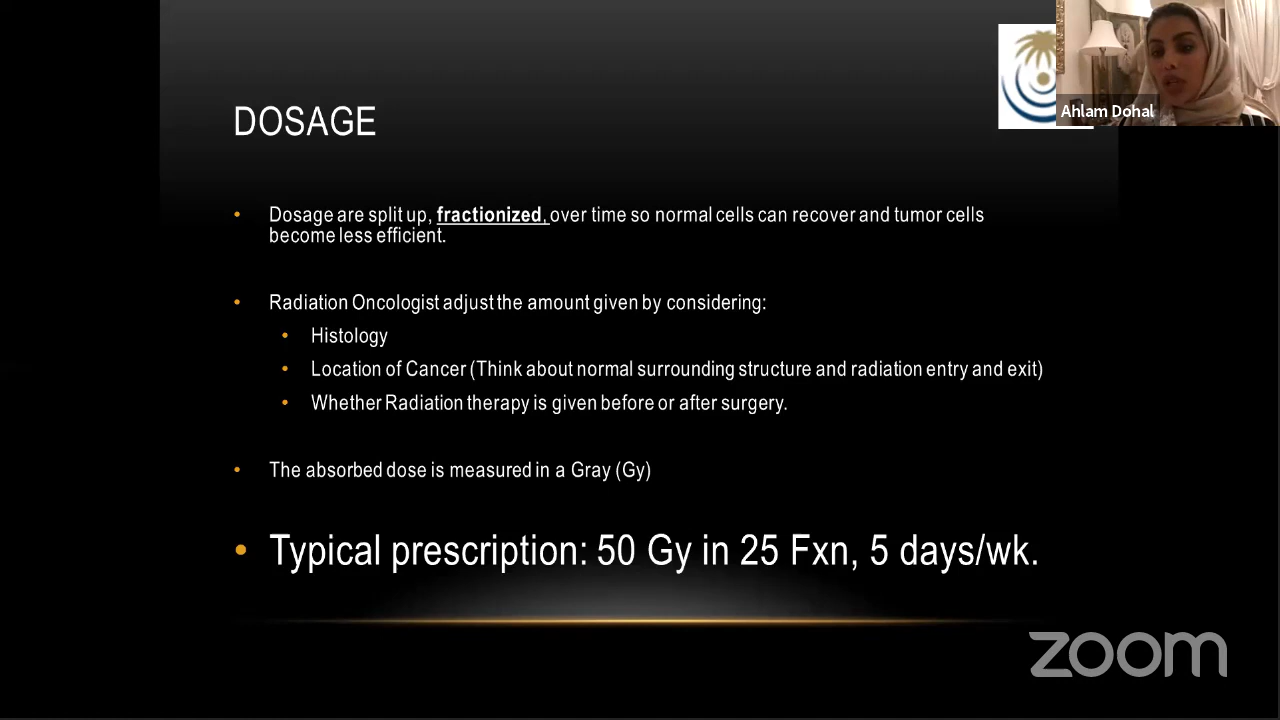 DOSAGE
Ahlam Dohal
Dosage are split up, fractionized, over time so normal cells can recover and tumor cells
become less efficient.
Radiation Oncologist adjust the amount given by considering:
Histology
Location of Cancer (Think about normal surrounding structure and radiation entry and exit)
Whether Radiation therapy is given before or after surgery.
The absorbed dose is measured in a Gray (Gy)
Typical prescription: 50 Gy in 25 Fxn, 5 days/wk.
zoom